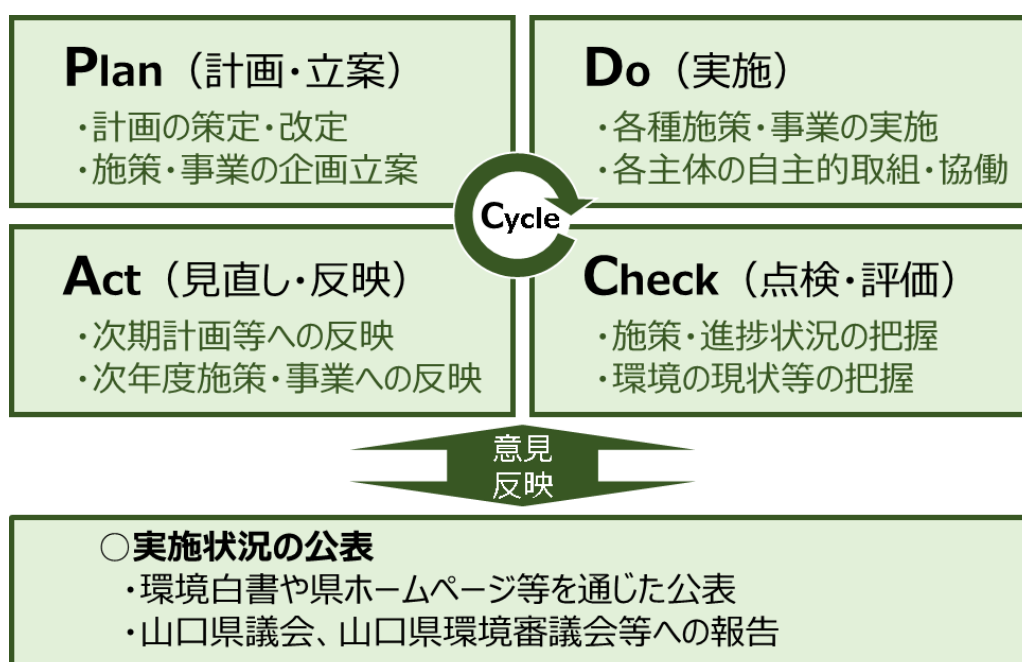 Plan（計画・立案）
・計画の策定・改定
・施策・事業の企画立案
Do（実施）
・各種施策・事業の実施
・各主体の自主的取組・協働
Cycle
Act（見直し・反映）
・次期計画等への反映
・次年度施策・事業への反映
Check（点検・評価）
・施策・進捗状況の把握
・環境の現状等の把握
意見
反映
○実施状況の公表
・環境白書や県ホームページ等を通じた公表
・山口県議会、山口県環境審議会等への報告